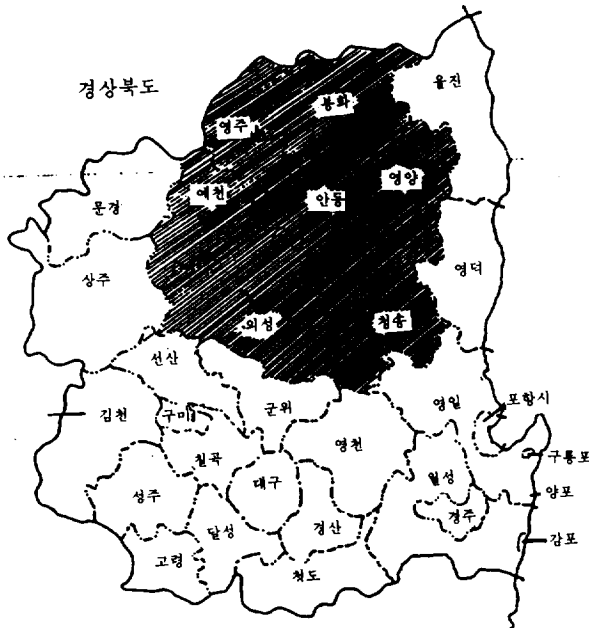 경상북도
울진
봉화
영주
영양
예천
안동
문경
영덕
상주
의성
청송
선산
군위
영일
포항시
김천
구미
영천
칠곡
구룡포
대구
월성
성주
양포
경주
달성
경산
감포
고령
청도